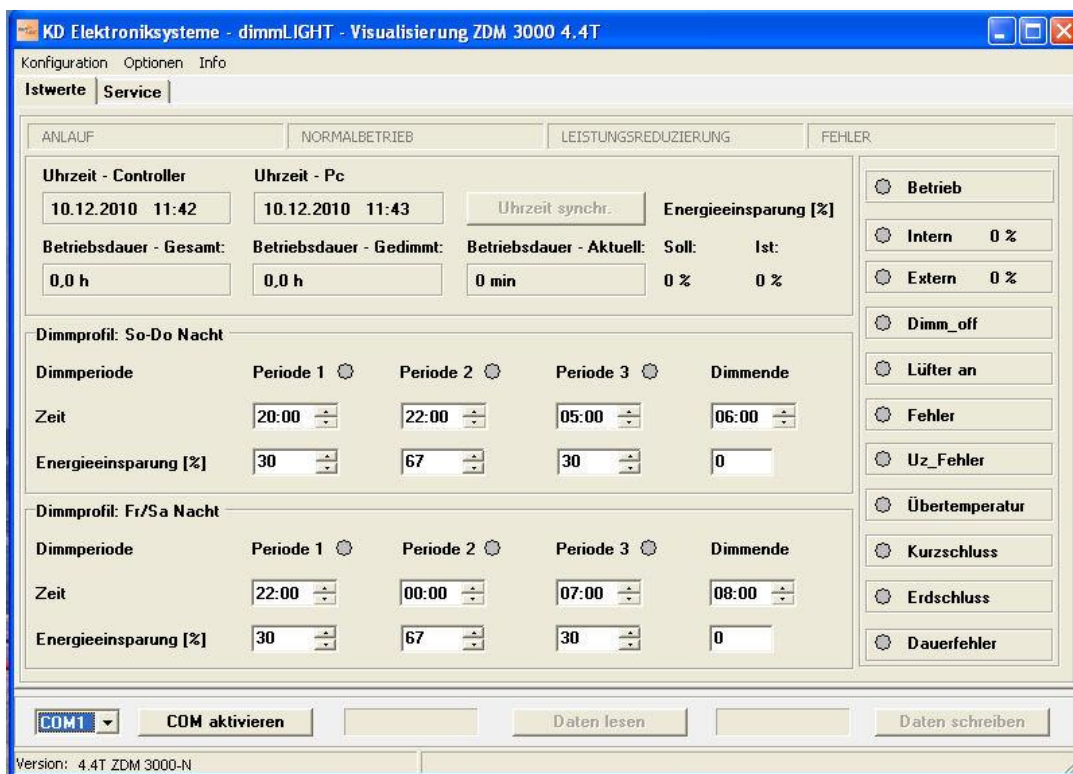 KD Elektroniksysteme - dimmLIGHT - Visualisierung ZDM 3000 4.4T
Konfiguration Optionen Info
Istwerte Service
ANLAUF NORMALBETRIEB LEISTUNGSREDUZIERUNG FEHLER
Uhrzeit - Controller Uhrzeit - Pc
10.12.2010 11:42 10.12.2010 11:43 Uhrzeit synchr. Energieeinsparung [%]
Betriebsdauer - Gesamt: Betriebsdauer - Gedimmt: Betriebsdauer - Aktuell: Soll: Ist:
0,0 h 0,0 h 0 min 0 % 0 %
Betrieb
Intern 0 %
Extern 0 %
Dimm_off
Lüfter an
Fehler
Uz_Fehler
Übertemperatur
Kurzschluss
Erdschluss
Dauerfehler
Dimmprofil: So-Do Nacht
Dimmperiode Periode 1 Periode 2 Periode 3 Dimmende
Zeit 20:00 22:00 05:00 06:00
Energieeinsparung [%] 30 67 30 0
Dimmprofil: Fr/Sa Nacht
Dimmperiode Periode 1 Periode 2 Periode 3 Dimmende
Zeit 22:00 00:00 07:00 08:00
Energieeinsparung [%] 30 67 30 0
COM1 COM aktivieren Daten lesen Daten schreiben
Version: 4.4T ZDM 3000-N